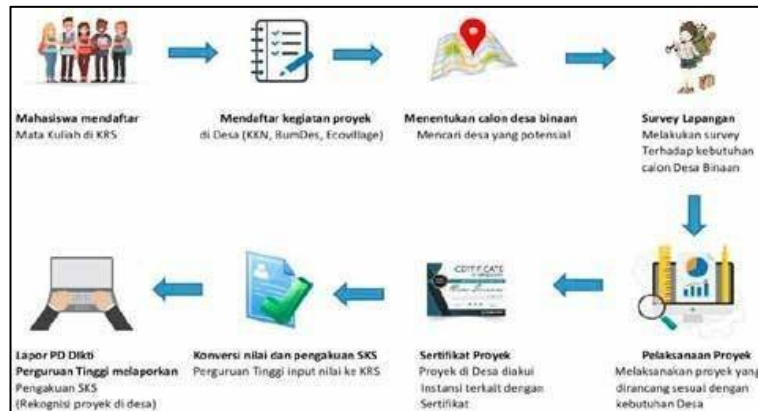 Mahasiswa mendaftar
Mata Kuliah di KRS
Mendaftar kegiatan proyek
di Desa (KKN, BumDes, Ecovillage)
Menentukan calon desa binaan
Mencari desa yang potensial
Survey Lapangan
Melakukan survey
Terhadap kebutuhan
calon Desa Binaan
Lapor PD Dikti
Perguruan Tinggi melaporkan
Pengakuan SKS
(Rekognisi proyek di desa)
Konversi nilai dan pengakuan SKS
Perguruan Tinggi input nilai ke KRS
CERTIFICATE
Sertifikat Proyek
Proyek di Desa diakui
Instansi terkait dengan
Sertifikat
Pelaksanaan Proyek
Melaksanakan proyek yang
dirancang sesuai dengan
kebutuhan Desa